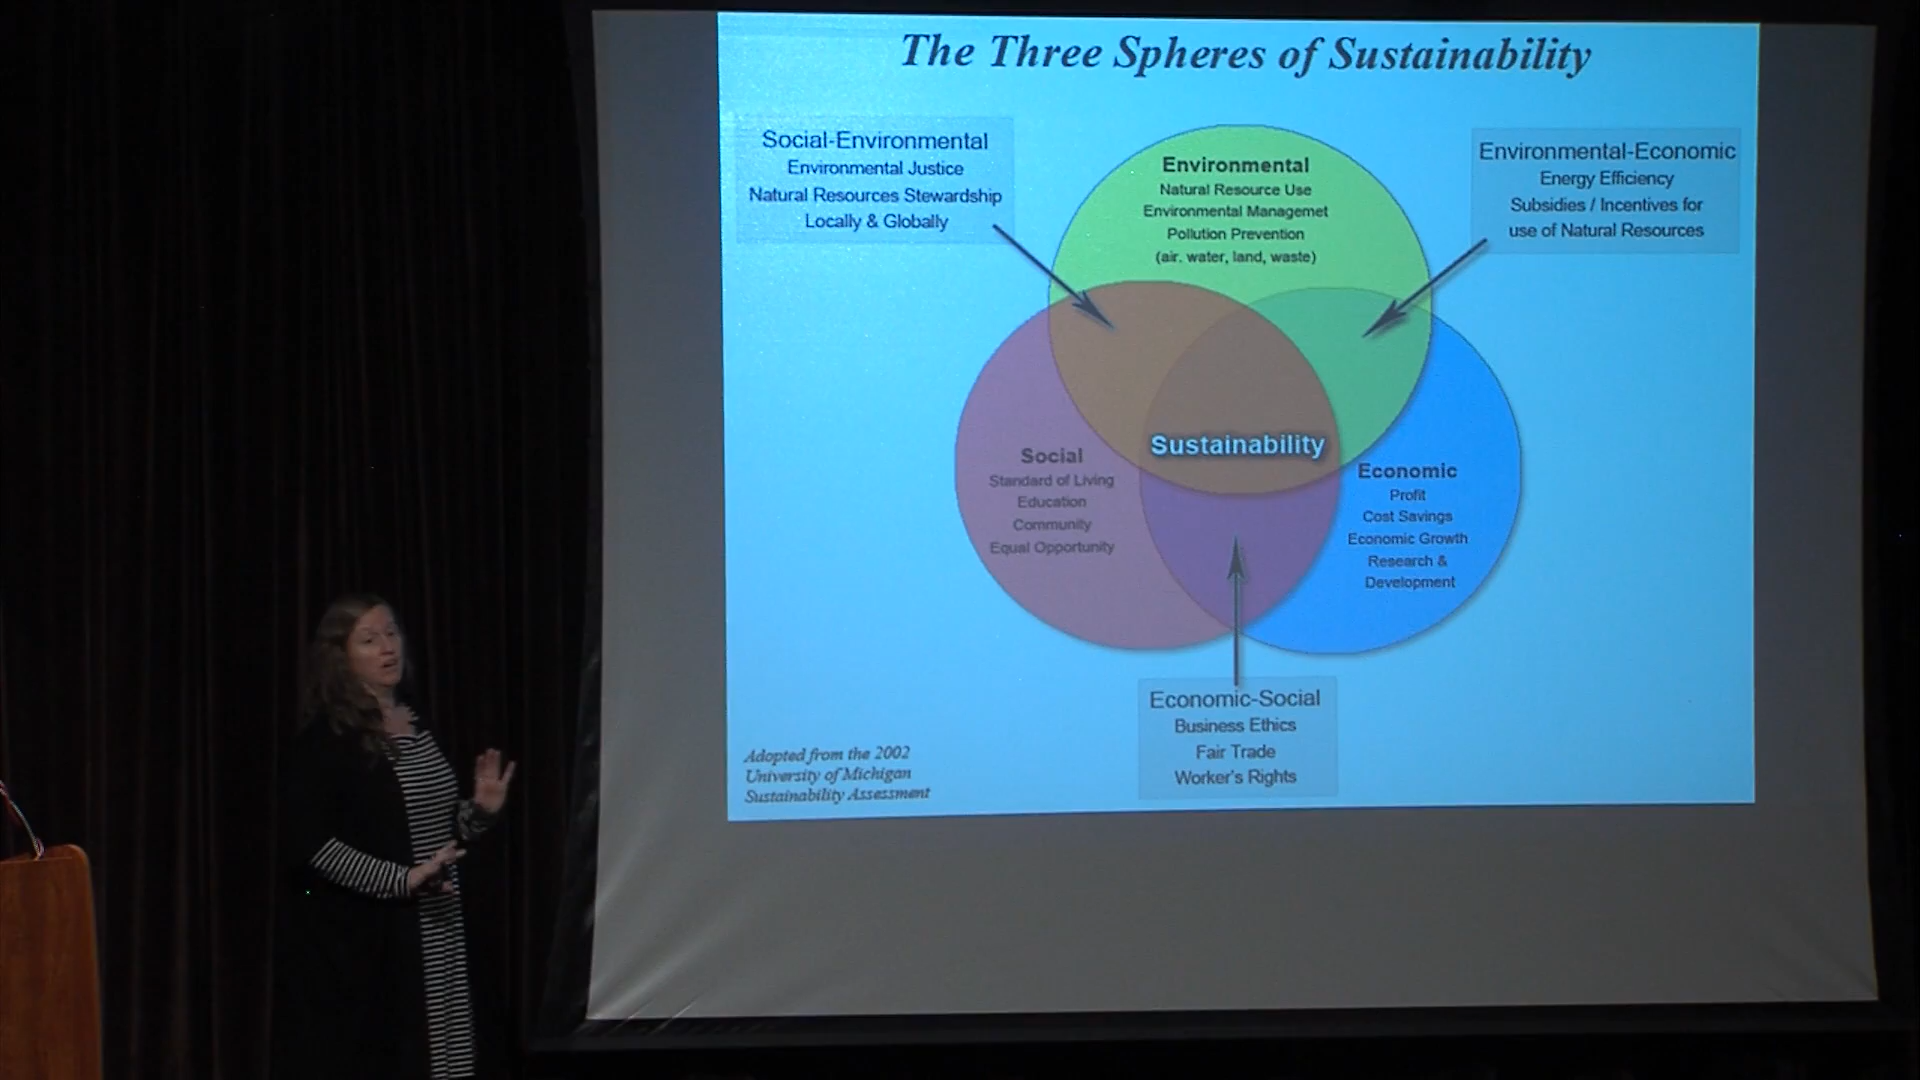 The Three Spheres of Sustainability
Social-Environmental
Environmental Justice
Natural Resources Stewardship
Locally & Globally
Environmental
Natural Resource Use
Environmental Managemet
Pollution Prevention
(air. water, land, waste)
Environmental-Economic
Energy Efficiency
Subsidies / Incentives for
use of Natural Resources
Sustainability
Social
Standard of Living
Education
Community
Equal Opportunity
Economic
Profit
Cost Savings
Economic Growth
Research &
Development
Economic-Social
Business Ethics
Fair Trade
Worker's Rights
Adopted from the 2002
University of Michigan
Sustainability Assessment